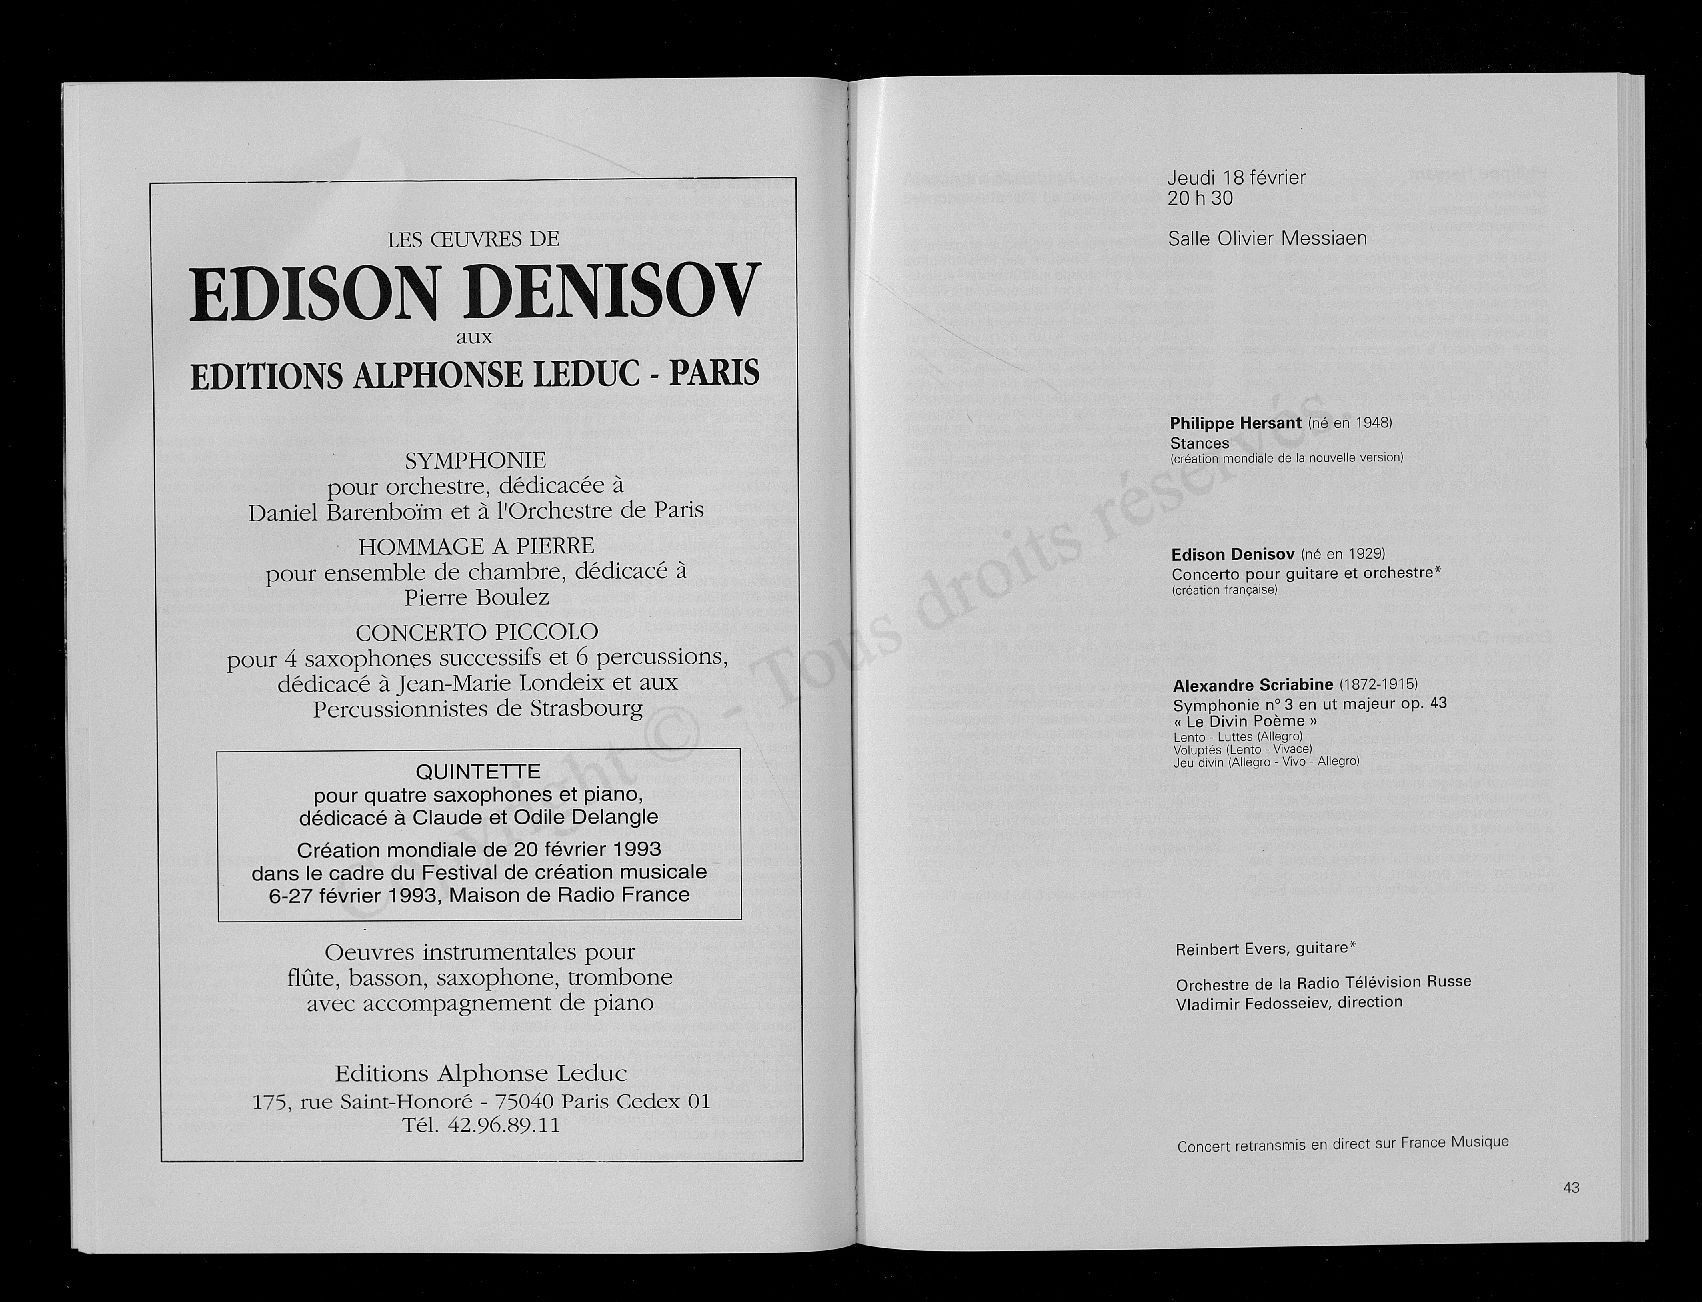 LES ŒUVRES DE
EDISON DENISOV
aux
EDITIONS ALPHONSE LEDUC - PARIS
SYMPHONIE
pour orchestre, dédicacée à
Daniel Barenboïm et à l'Orchestre de Paris
HOMMAGE A PIERRE
pour ensemble de chambre, dédicacé à
Pierre Boulez
CONCERTO PICCOLO
pour 4 saxophones successifs et 6 percussions,
dédicacé à Jean-Marie Londeix et aux
Percussionnistes de Strasbourg
QUINTETTE
pour quatre saxophones et piano,
dédicacé à Claude et Odile Delangle
Création mondiale de 20 février 1993
dans le cadre du Festival de création musicale
6-27 février 1993, Maison de Radio France
Oeuvres instrumentales pour
flûte, basson, saxophone, trombone
avec accompagnement de piano
Editions Alphonse Leduc
175, rue Saint-Honoré - 75040 Paris Cedex 01
Tél. 42.96.89.11
Jeudi 18 février
20 h 30
Salle Olivier Messiaen
Philippe Hersant (né en 1948)
Stances
(création mondiale de la nouvelle version)
Edison Denisov (né en 1929)
Concerto pour guitare et orchestre*
(création française)
Alexandre Scriabine (1872-1915)
Symphonie n° 3 en ut majeur op. 43
« Le Divin Poème »
Lento - Luttes (Allegro)
Voluptés (Lento - Vivace)
Jeu divin (Allegro - Vivo - Allegro)
Reinbert Evers, guitare*
Orchestre de la Radio Télévision Russe
Vladimir Fedosseiev, direction
Concert retransmis en direct sur France Musique
43
Copyright © - Tous droits réservés.